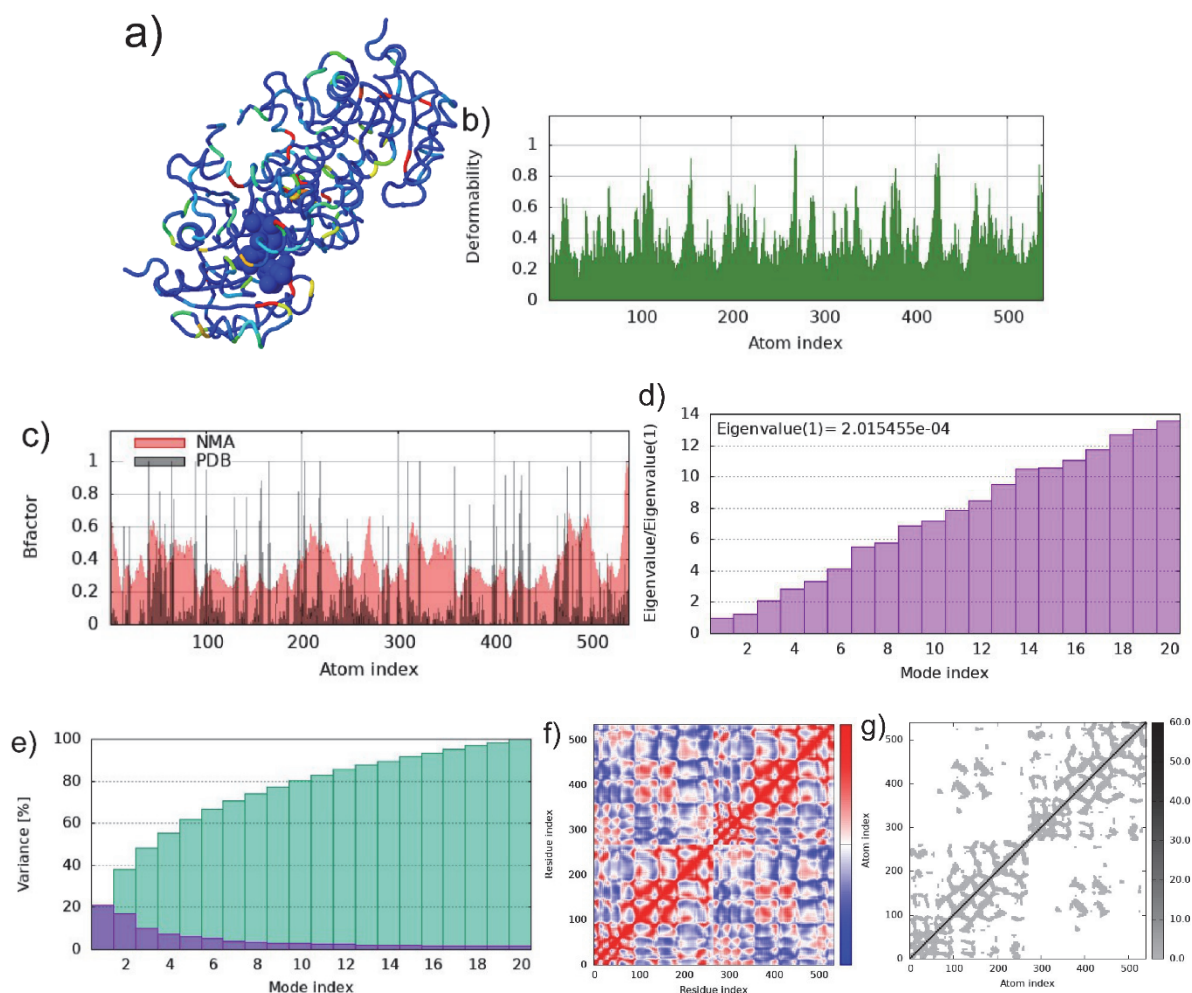 a)
b)
Deformability
1
0.8
0.6
0.4
0.2
0
100 200 300 400 500
Atom index
c)
NMA
PDB
Bfactor
1
0.8
0.6
0.4
0.2
0
100 200 300 400 500
Atom index
d)
Eigenvalue(1)= 2.015455e-04
Eigenvalue/Eigenvalue(1)
14
12
10
8
6
4
2
0
2 4 6 8 10 12 14 16 18 20
Mode index
e)
Variance [%]
100
80
60
40
20
0
2 4 6 8 10 12 14 16 18 20
Mode index
f)
Residue index
500
400
300
200
100
0
0 100 200 300 400 500
Residue index
g)
Atom index
500
400
300
200
100
0
0 100 200 300 400 500
Atom index
60.0
50.0
40.0
30.0
20.0
10.0
0.0